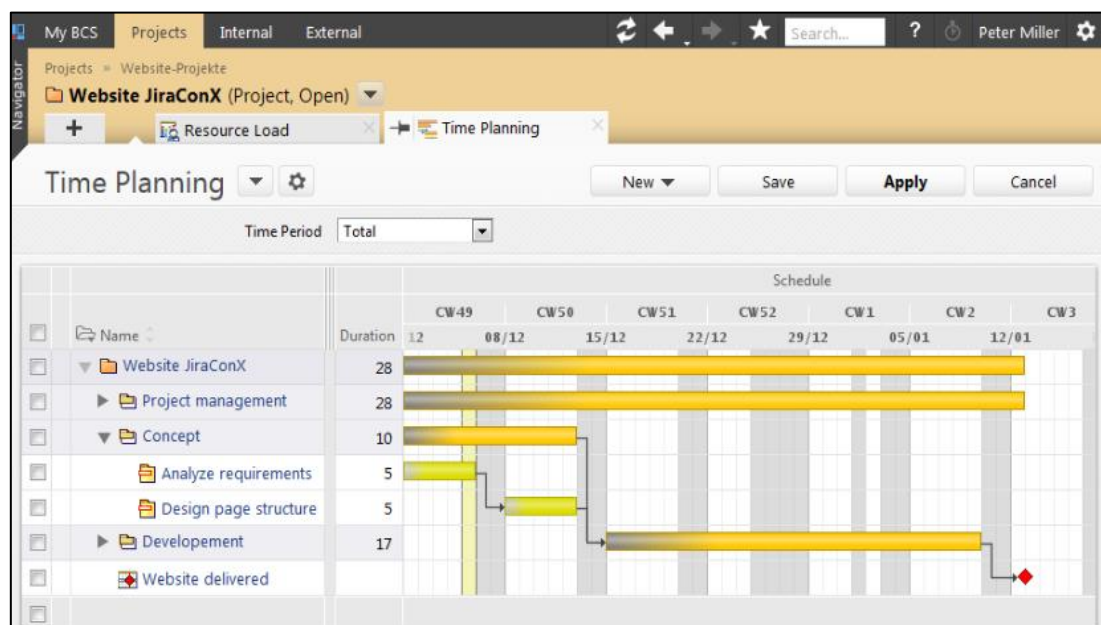 My BCS Projects Internal External Search... ? Peter Miller
Navigator
Projects » Website-Projekte
Website JiraConX (Project, Open)
+ Resource Load Time Planning
Time Planning New Save Apply Cancel
Time Period Total
Schedule
CW49 CW50 CW51 CW52 CW1 CW2 CW3
Name Duration 12 08/12 15/12 22/12 29/12 05/01 12/01
Website JiraConX 28
Project management 28
Concept 10
Analyze requirements 5
Design page structure 5
Developement 17
Website delivered